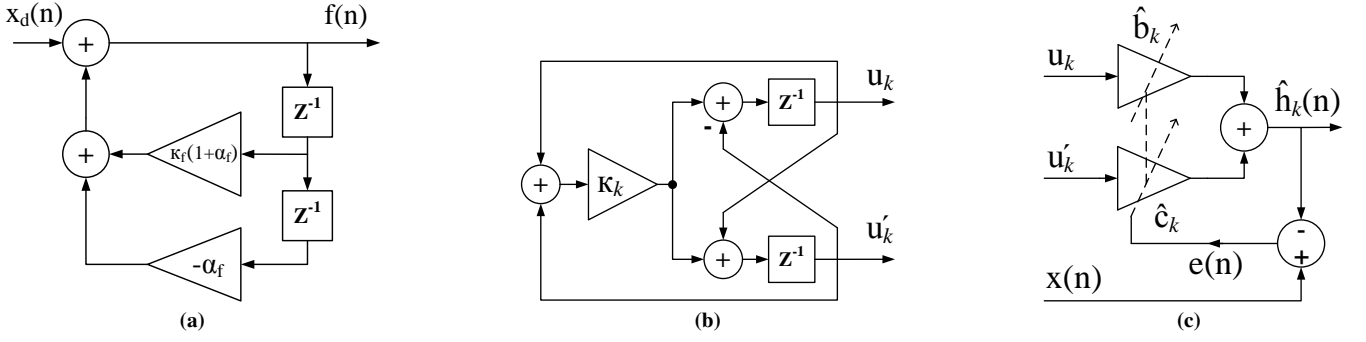 x_d(n)
f(n)
+
z⁻¹
+
κ_f(1+α_f)
z⁻¹
-α_f
(a)
+
-
z⁻¹
u_k
+
κ_k
+
z⁻¹
u′_k
(b)
b̂_k
u_k
ĥ_k(n)
+
u′_k
ĉ_k
-
+
e(n)
x(n)
(c)